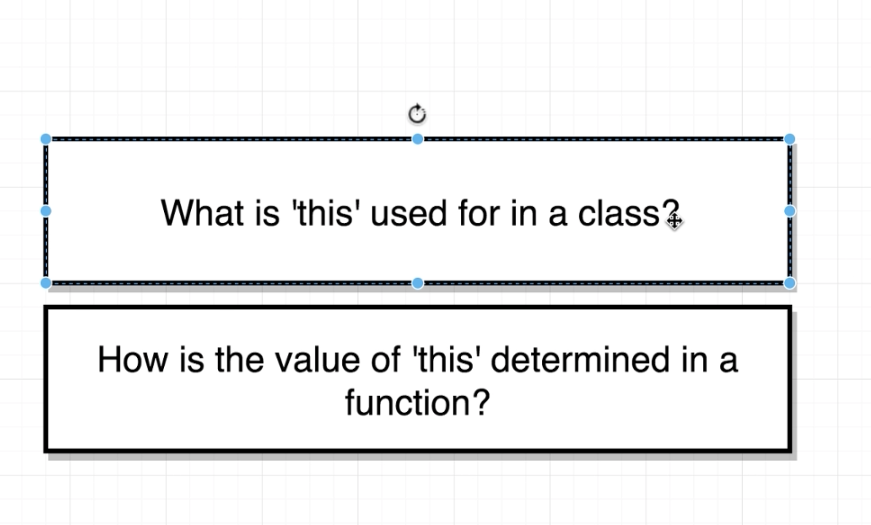 What is 'this' used for in a class?
How is the value of 'this' determined in a
function?